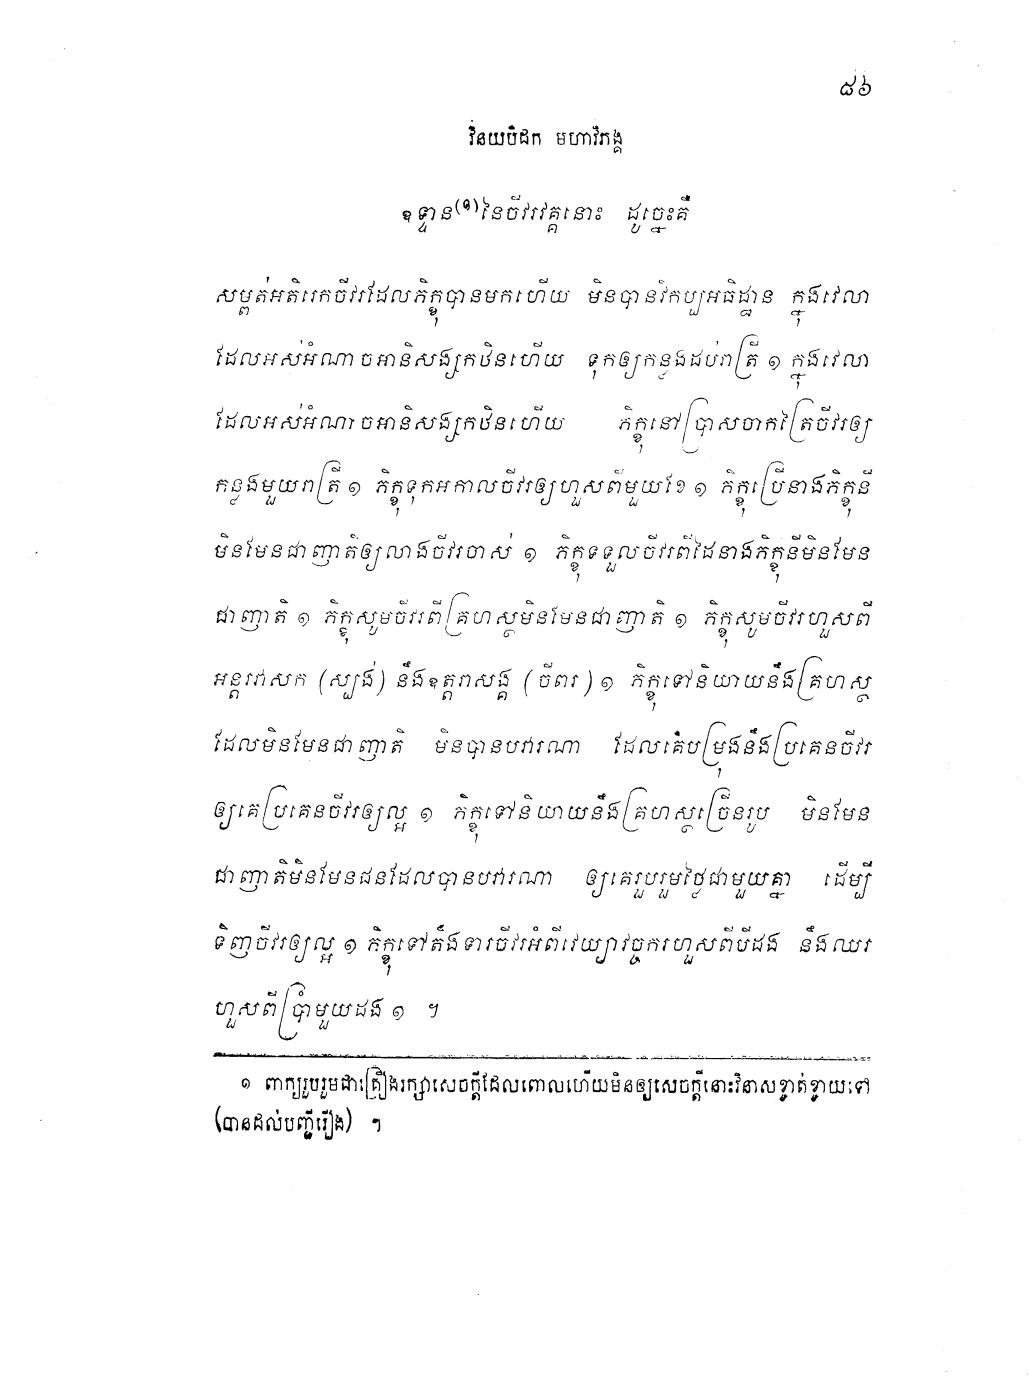 ៨៦
វិនយបិដក មហាវិភង្គ
ឧទ្ទាន(១)នៃចីវរវគ្គនោះ ដូច្នេះគឺ
សម្ពត់អតិរេកចីវរដែលភិក្ខុបានមកហើយ មិនបានវិកប្បអធិដ្ឋាន ក្នុងវេលា
ដែលអស់អំណាចអានិសង្ឃកឋិនហើយ ទុកឲ្យកន្លងដប់រាត្រី ១ ក្នុងវេលា
ដែលអស់អំណាចអានិសង្ឃកឋិនហើយ ភិក្ខុនៅប្រាសចាកត្រៃចីវរឲ្យ
កន្លងមួយរាត្រី ១ ភិក្ខុទុកអកាលចីវរឲ្យហួសពីមួយខែ ១ ភិក្ខុប្រើនាងភិក្ខុនី
មិនមែនជាញាតិឲ្យលាងចីវរចាស់ ១ ភិក្ខុទទួលចីវរពីដៃនាងភិក្ខុនីមិនមែន
ជាញាតិ ១ ភិក្ខុសូមចីវរពីគ្រហស្ថមិនមែនជាញាតិ ១ ភិក្ខុសូមចីវរហួសពី
អន្តរវាសក (ស្បង់) នឹងឧត្តរាសង្គ (ចីពរ) ១ ភិក្ខុទៅនិយាយនឹងគ្រហស្ថ
ដែលមិនមែនជាញាតិ មិនបានបវារណា ដែលគេបម្រុងនឹងប្រគេនចីវរ
ឲ្យគេប្រគេនចីវរឲ្យល្អ ១ ភិក្ខុទៅនិយាយនឹងគ្រហស្ថច្រើនរូប មិនមែន
ជាញាតិមិនមែនជនដែលបានបវារណា ឲ្យគេរួបរួមថ្លៃជាមួយគ្នា ដើម្បី
ទិញចីវរឲ្យល្អ ១ ភិក្ខុទៅតឹងទារចីវរអំពីវេយ្យាវច្ចករហួសពីបីដង នឹងឈរ
ហួសពីប្រាំមួយដង ១ ។
១ ពាក្យរួបរួមជាគ្រឿងរក្សាសេចក្ដីដែលពោលហើយមិនឲ្យសេចក្ដីនោះវិនាសខ្ចាត់ខ្ចាយទៅ
(បានដល់បញ្ជីរឿង) ។